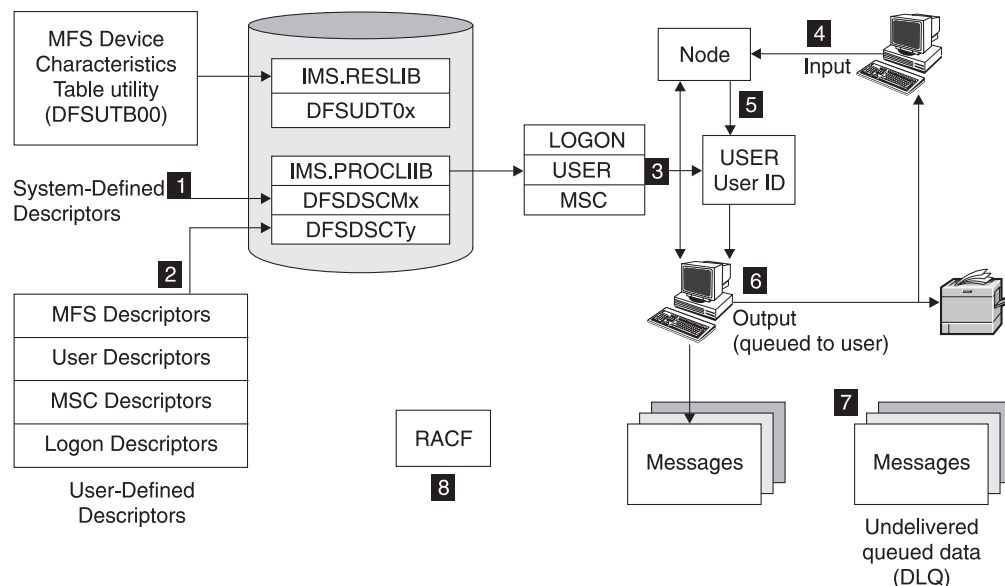 MFS Device
Characteristics
Table utility
(DFSUTB00)
IMS.RESLIB
DFSUDT0x
IMS.PROCLIIB
DFSDSCMx
DFSDSCTy
System-Defined
Descriptors
1
2
MFS Descriptors
User Descriptors
MSC Descriptors
Logon Descriptors
User-Defined
Descriptors
LOGON
USER
MSC
3
Node
4
Input
5
USER
User ID
6
Output
(queued to user)
RACF
8
Messages
7
Messages
Undelivered
queued data
(DLQ)